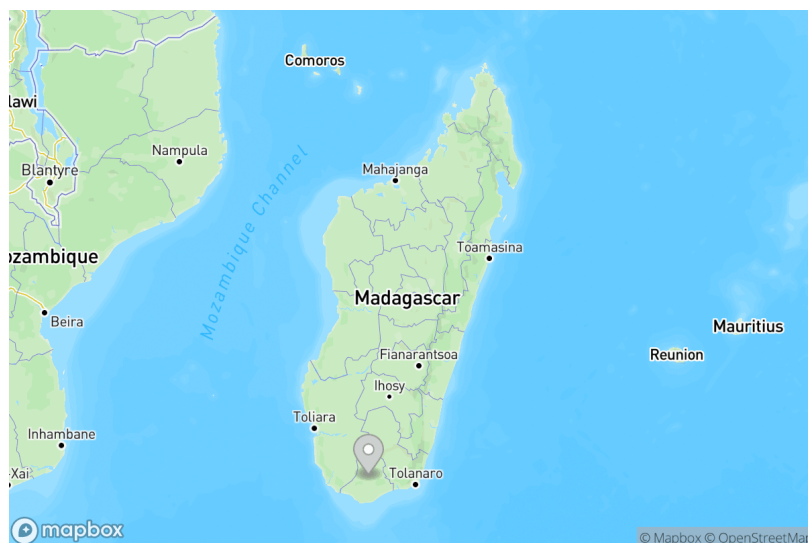 Comoros
lawi
Nampula
Blantyre
Mahajanga
Mozambique Channel
Toamasina
ozambique
Madagascar
Beira
Mauritius
Reunion
Fianarantsoa
Ihosy
Toliara
Inhambane
-Xai
Tolanaro
mapbox
© Mapbox © OpenStreetMap